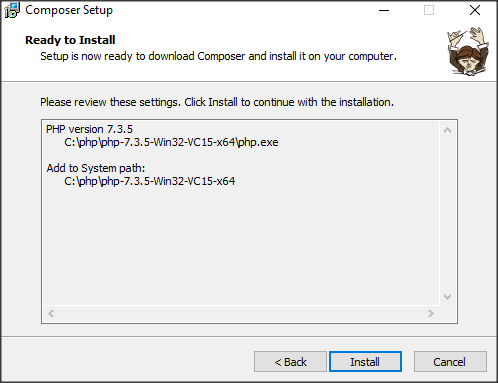 Composer Setup
Ready to Install
Setup is now ready to download Composer and install it on your computer.
Please review these settings. Click Install to continue with the installation.
PHP version 7.3.5
C:\php\php-7.3.5-Win32-VC15-x64\php.exe
Add to System path:
C:\php\php-7.3.5-Win32-VC15-x64
< Back
Install
Cancel